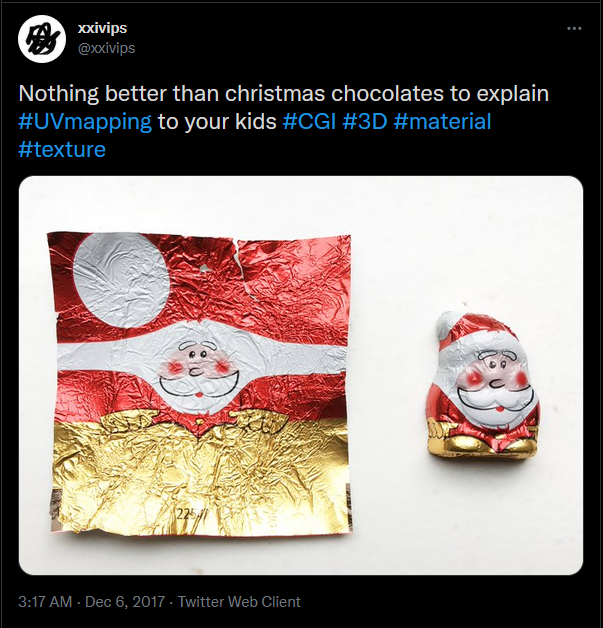 xxivips
@xxivips
Nothing better than christmas chocolates to explain
#UVmapping to your kids #CGI #3D #material
#texture
3:17 AM · Dec 6, 2017 · Twitter Web Client